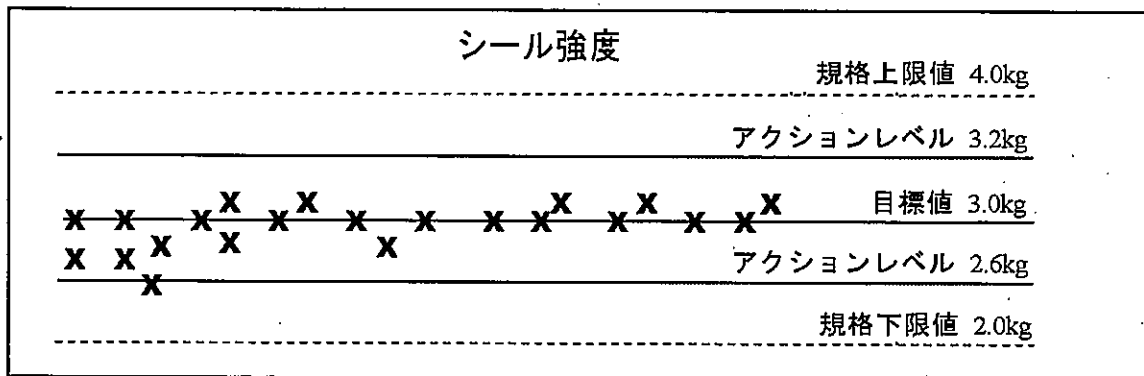 シール強度
規格上限値 4.0kg
アクションレベル 3.2kg
目標値 3.0kg
アクションレベル 2.6kg
規格下限値 2.0kg